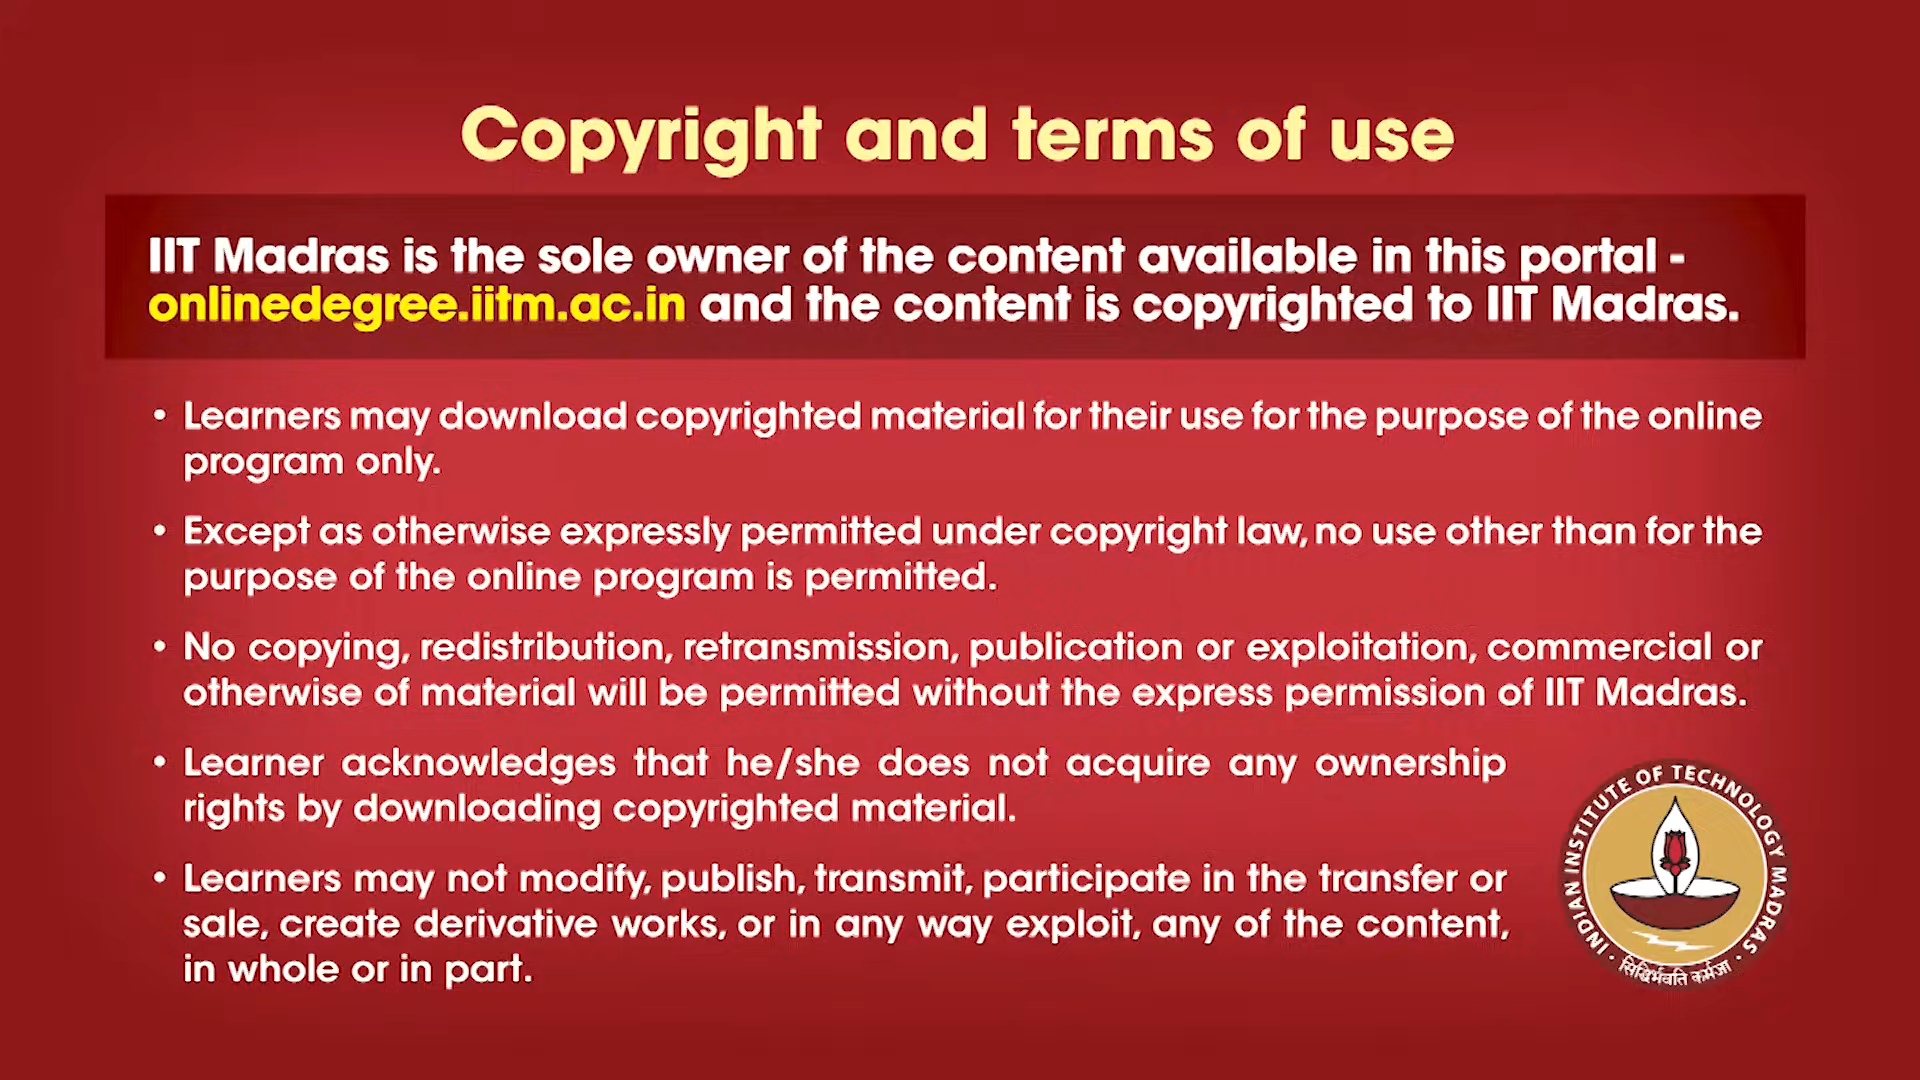 Copyright and terms of use
IIT Madras is the sole owner of the content available in this portal -
onlinedegree.iitm.ac.in and the content is copyrighted to IIT Madras.
• Learners may download copyrighted material for their use for the purpose of the online
program only.
• Except as otherwise expressly permitted under copyright law, no use other than for the
purpose of the online program is permitted.
• No copying, redistribution, retransmission, publication or exploitation, commercial or
otherwise of material will be permitted without the express permission of IIT Madras.
• Learner acknowledges that he/she does not acquire any ownership
rights by downloading copyrighted material.
• Learners may not modify, publish, transmit, participate in the transfer or
sale, create derivative works, or in any way exploit, any of the content,
in whole or in part.
INDIAN INSTITUTE OF TECHNOLOGY MADRAS
सिद्धिर्भवति कर्मजा